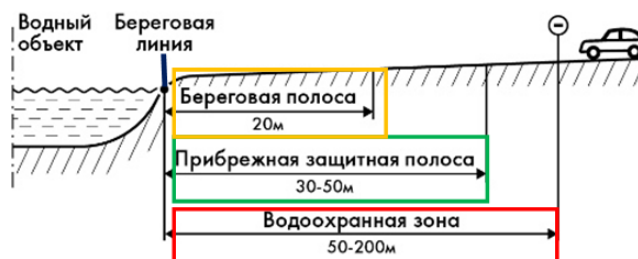 Водный
объект
Береговая
линия
Береговая полоса
20м
Прибрежная защитная полоса
30-50м
Водоохранная зона
50-200м